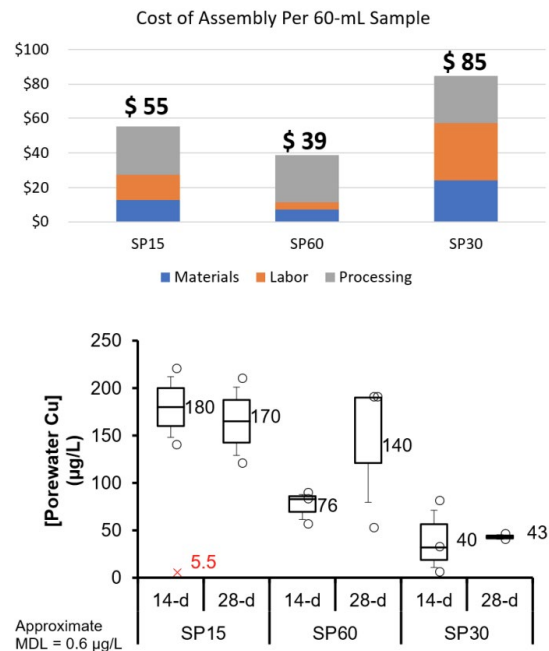 Cost of Assembly Per 60-mL Sample
$100
$80
$60
$40
$20
$0
$ 55
$ 39
$ 85
SP15 SP60 SP30
Materials Labor Processing
[Porewater Cu]
(µg/L)
250
200
150
100
50
0
180
170
76
140
40
43
5.5
14-d 28-d 14-d 28-d 14-d 28-d
SP15 SP60 SP30
Approximate
MDL = 0.6 µg/L